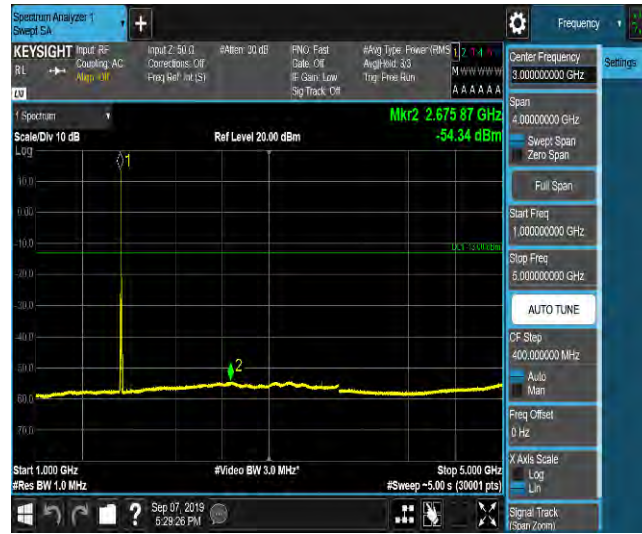 Spectrum Analyzer 1
Swept SA
+
Frequency
KEYSIGHT
RL
Input: RF
Coupling: AC
Align: Off
Input Z: 50 Ω
Corrections: Off
Freq Ref: Int (S)
#Atten: 30 dB
PNO: Fast
Gate: Off
IF Gain: Low
Sig Track: Off
#Avg Type: Power (RMS
Avg|Hold: 3/3
Trig: Free Run
1 2 3 4
M W W W W W
A A A A A A
LXI
1 Spectrum
Scale/Div 10 dB
Log
Ref Level 20.00 dBm
Mkr2 2.675 87 GHz
-54.34 dBm
1
10.0
0.00
-10.0
DL1 -13.00 dBm
-20.0
-30.0
-40.0
-50.0
2
-60.0
-70.0
Start 1.000 GHz
#Res BW 1.0 MHz
#Video BW 3.0 MHz*
Stop 5.000 GHz
#Sweep ~5.00 s (30001 pts)
Sep 07, 2019
5:29:26 PM
?
Center Frequency
3.000000000 GHz
Settings
Span
4.00000000 GHz
Swept Span
Zero Span
Full Span
Start Freq
1.000000000 GHz
Stop Freq
5.000000000 GHz
AUTO TUNE
CF Step
400.000000 MHz
Auto
Man
Freq Offset
0 Hz
X Axis Scale
Log
Lin
Signal Track
(Span Zoom)